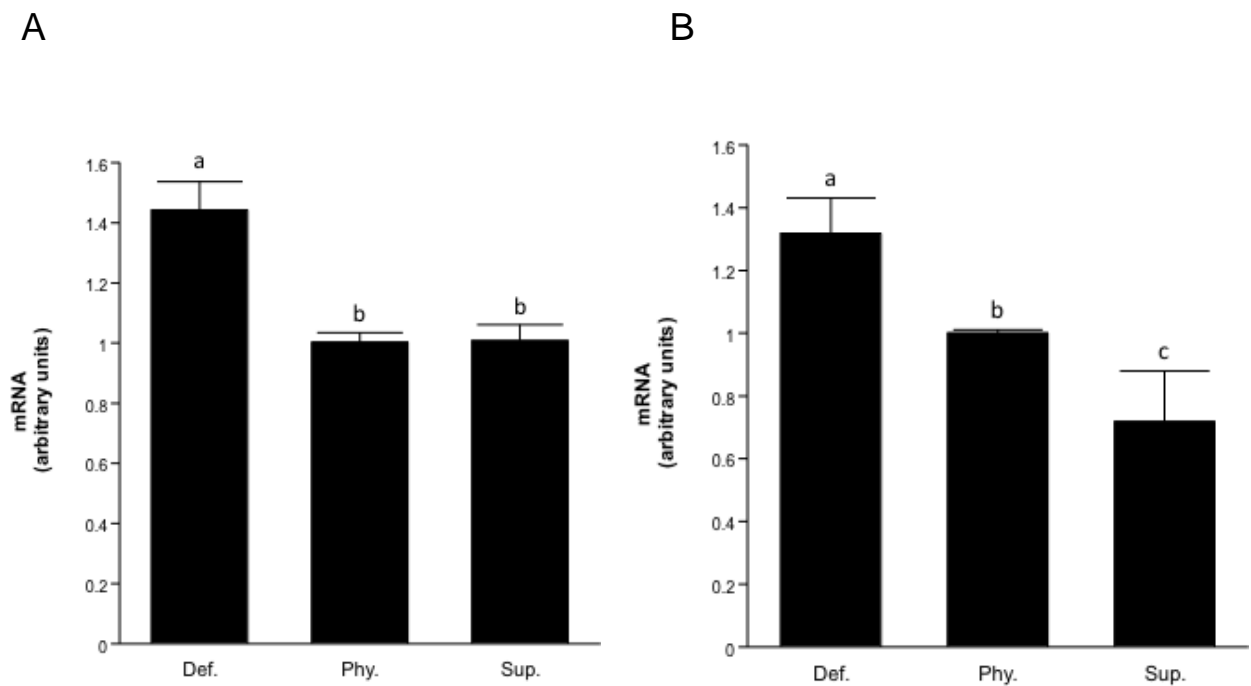 A
B
1.6
1.4
1.2
1
0.8
0.6
0.4
0.2
0
mRNA
(arbitrary units)
a
b
b
Def.
Phy.
Sup.
1.6
1.4
1.2
1
0.8
0.6
0.4
0.2
0
mRNA
(arbitrary units)
a
b
c
Def.
Phy.
Sup.